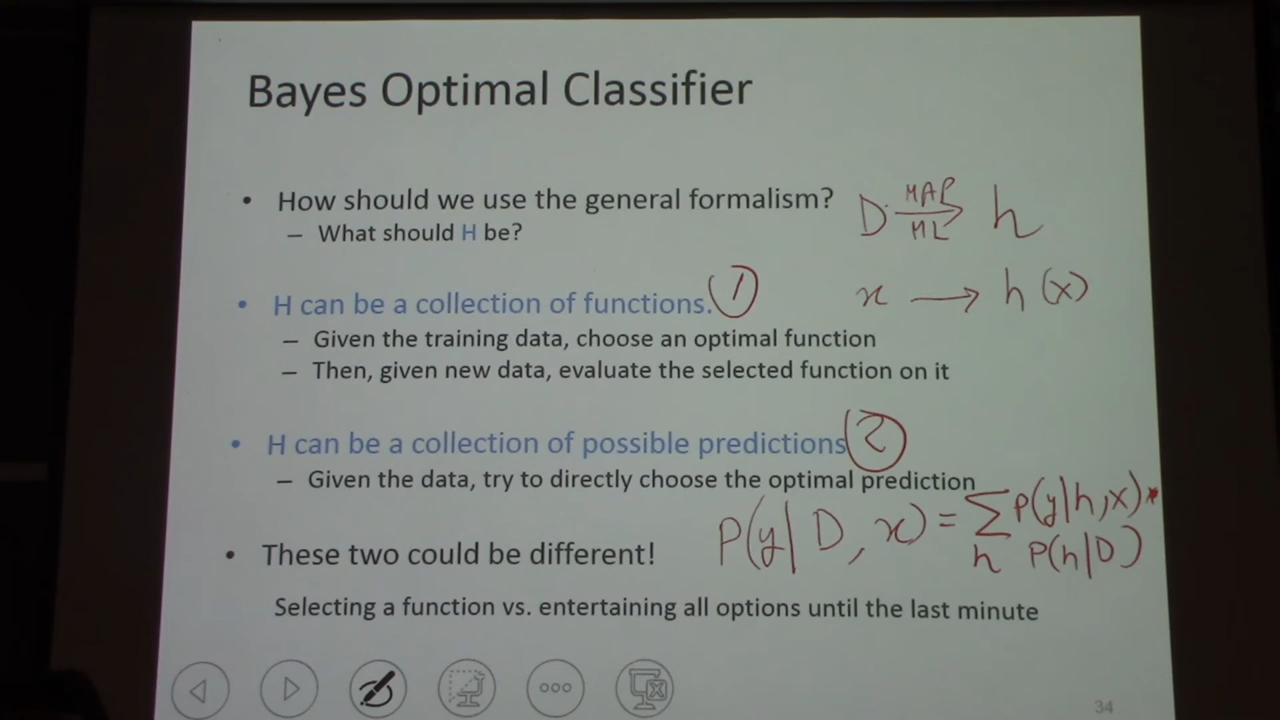 Bayes Optimal Classifier
• How should we use the general formalism?
– What should H be?
D MAP ML → h
x → h(x)
• H can be a collection of functions. ①
– Given the training data, choose an optimal function
– Then, given new data, evaluate the selected function on it
• H can be a collection of possible predictions ②
– Given the data, try to directly choose the optimal prediction
P(y| D, x) = ∑ h P(y|h,x) *
P(h|D)
• These two could be different!
Selecting a function vs. entertaining all options until the last minute
34